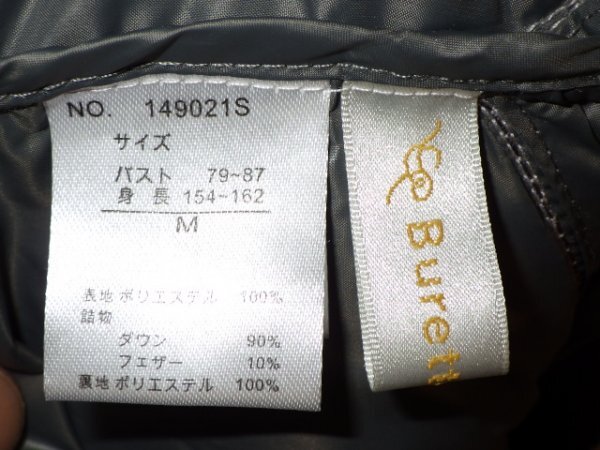 NO. 149021S
サイズ
バスト 79~87
身長 154~162
M
表地 ポリエステル 100%
詰物
ダウン 90%
フェザー 10%
裏地 ポリエステル 100%
Burett